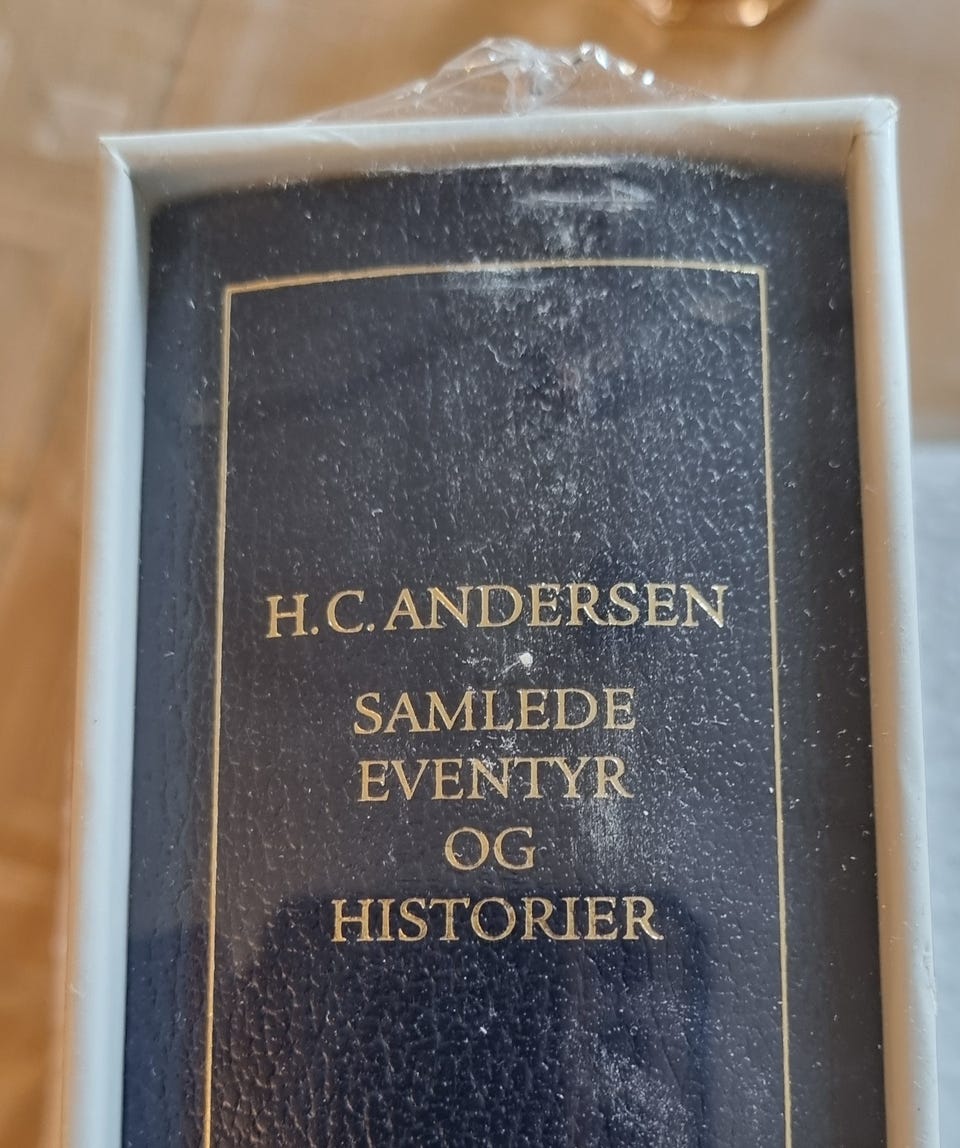 H.C. ANDERSEN
SAMLEDE
EVENTYR
OG
HISTORIER